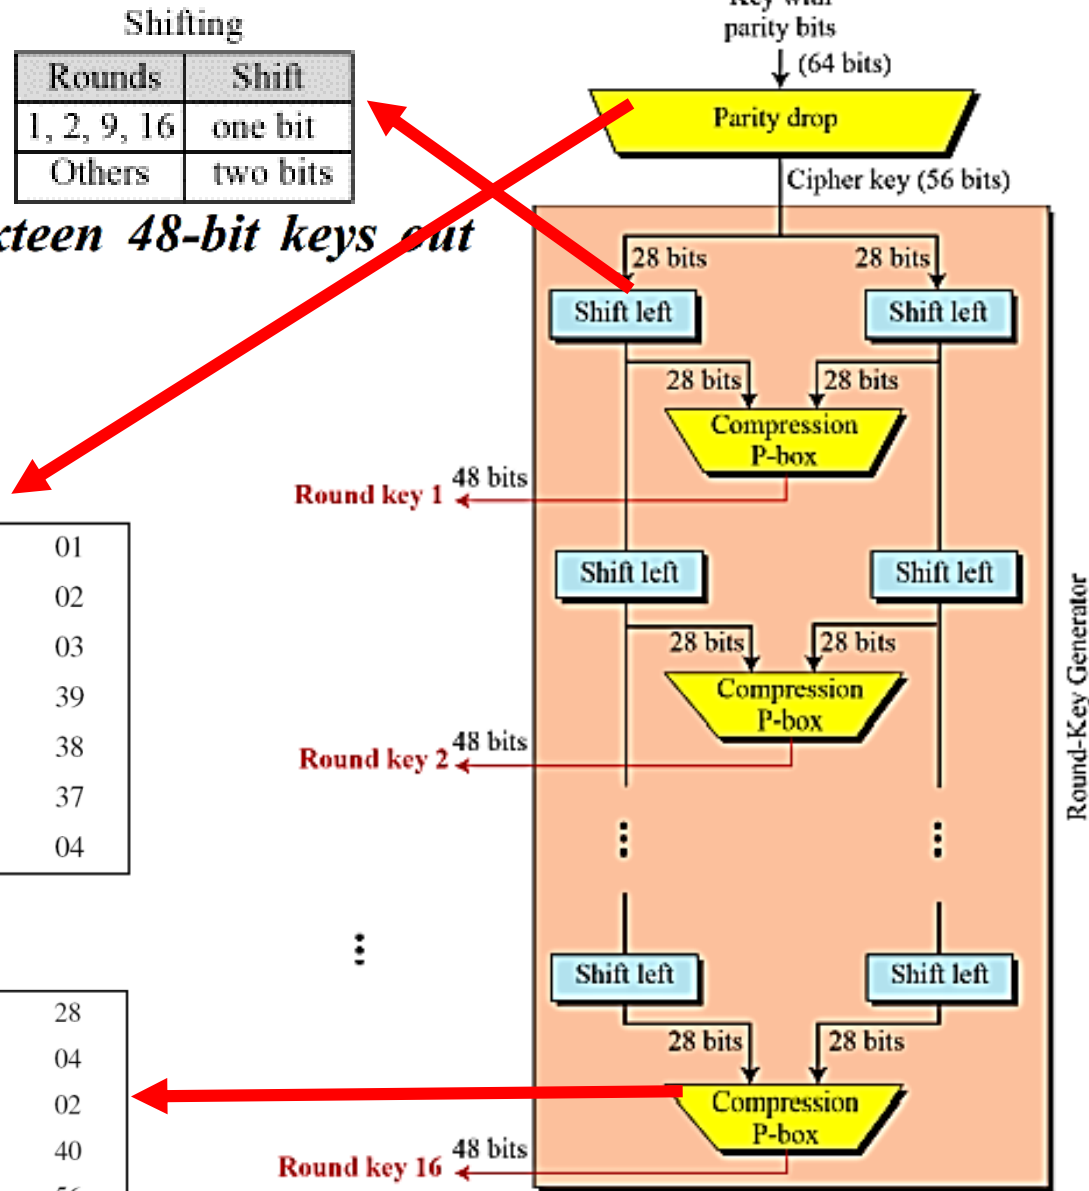 Shifting
Rounds Shift
1, 2, 9, 16 one bit
Others two bits
48-bit keys out
01
02
03
39
38
37
04
28
04
02
40
Key with
parity bits
(64 bits)
Parity drop
Cipher key (56 bits)
28 bits 28 bits
Shift left Shift left
28 bits 28 bits
Compression
P-box
48 bits
Round key 1
Shift left Shift left
28 bits 28 bits
Compression
P-box
48 bits
Round key 2
Shift left Shift left
28 bits 28 bits
Compression
P-box
48 bits
Round key 16
Round-Key Generator